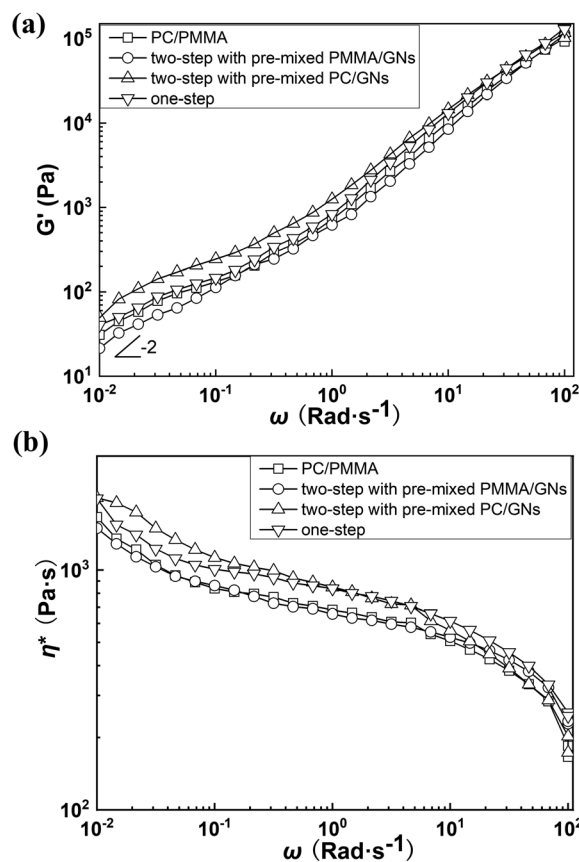 (a)
10⁵
10⁴
10³
10²
10¹
G' (Pa)
PC/PMMA
two-step with pre-mixed PMMA/GNs
two-step with pre-mixed PC/GNs
one-step
-2
10⁻² 10⁻¹ 10⁰ 10¹ 10²
ω (Rad·s⁻¹)
(b)
10³
10²
η* (Pa·s)
PC/PMMA
two-step with pre-mixed PMMA/GNs
two-step with pre-mixed PC/GNs
one-step
10⁻² 10⁻¹ 10⁰ 10¹ 10²
ω (Rad·s⁻¹)